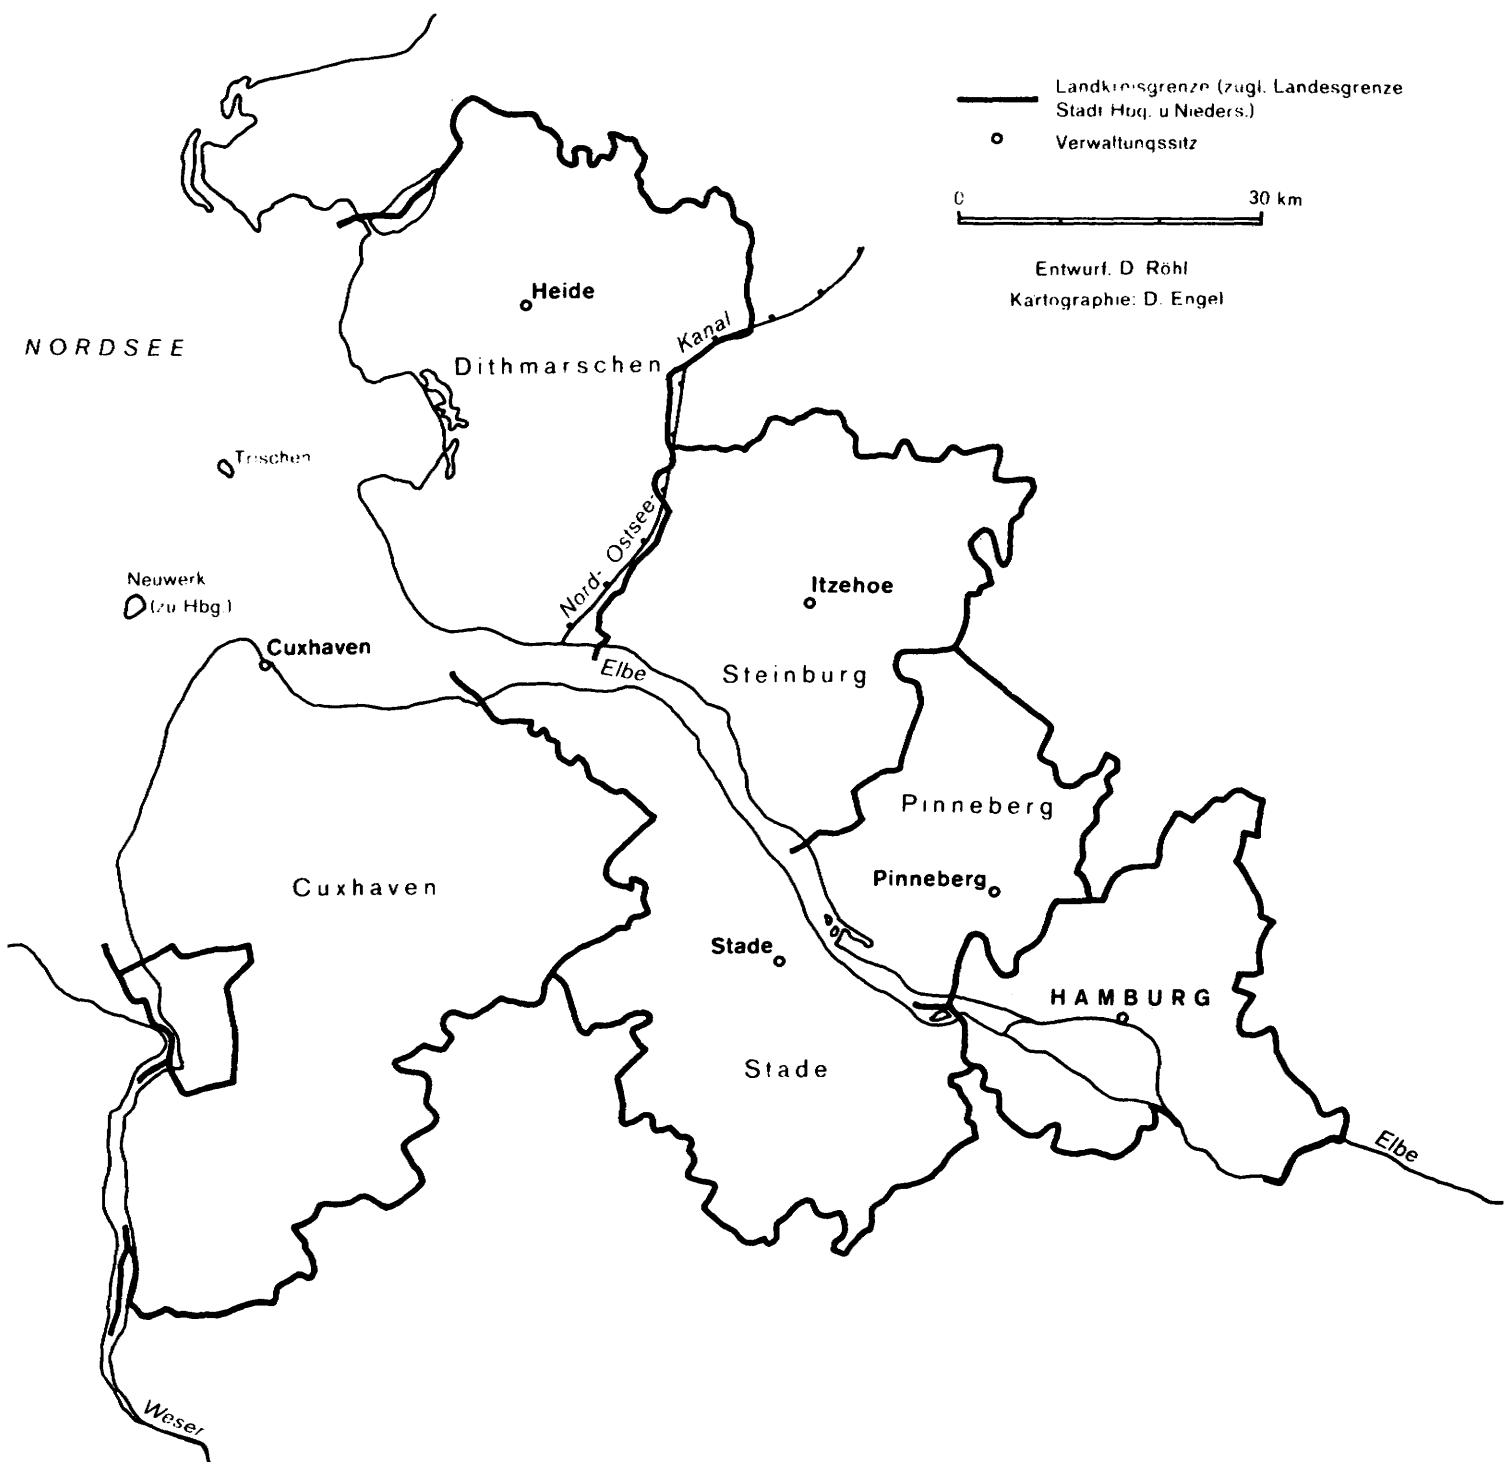 Landkreisgrenze (zugl. Landesgrenze
Stadt Hbg. u Nieders.)
Verwaltungssitz
0 30 km
Entwurf. D Röhl
Kartographie: D. Engel
Heide
Kanal
NORDSEE
Dithmarschen
Trischen
Nord- Ostsee-
Neuwerk
(zu Hbg.)
Itzehoe
Cuxhaven
Elbe
Steinburg
Pinneberg
Cuxhaven
Pinneberg
Stade
HAMBURG
Stade
Elbe
Weser